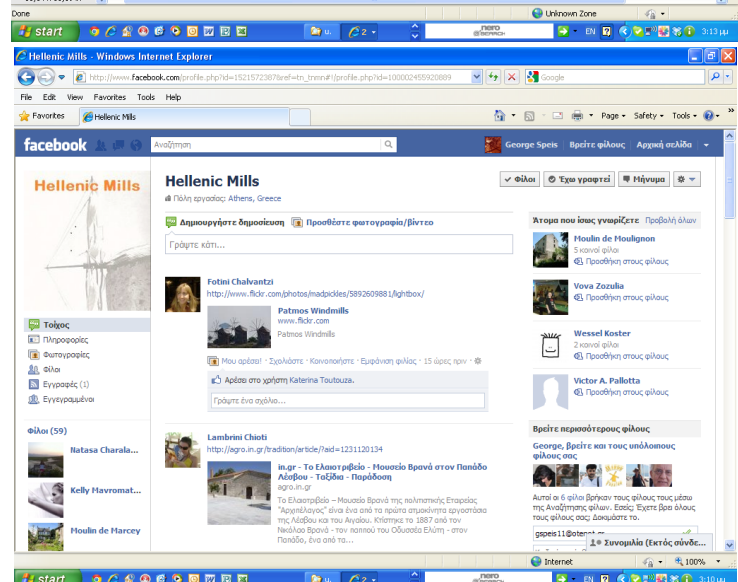 Done
Unknown Zone
start
2
nero
SEARCH
EN
3:13 μμ
Hellenic Mills - Windows Internet Explorer
http://www.facebook.com/profile.php?id=1521572387&ref=tn_tnmn#!/profile.php?id=100002455920889
Google
File Edit View Favorites Tools Help
Favorites
Hellenic Mills
Page
Safety
Tools
facebook
Αναζήτηση
George Speis
Βρείτε φίλους
Αρχική σελίδα
Hellenic Mills
Hellenic Mills
Πόλη εργασίας: Athens, Greece
Φίλοι
Έχω γραφτεί
Μήνυμα
Δημιουργήστε δημοσίευση
Προσθέστε φωτογραφία/βίντεο
Γράψτε κάτι...
Fotini Chalvantzi
http://www.flickr.com/photos/madpickles/5892609881/lightbox/
Patmos Windmills
www.flickr.com
Patmos Windmills
Μου αρέσει! · Σχολιάστε · Κοινοποιήστε · Εμφάνιση φιλίας · 15 ώρες πριν ·
Αρέσει στο χρήστη Katerina Toutouza.
Γράψτε ένα σχόλιο...
Lambrini Chioti
http://agro.in.gr/tradition/article/?aid=1231120134
in.gr - Το Ελαιοτριβείο - Μουσείο Βρανά στον Παπάδο
Λέσβου - Ταξίδια - Παράδοση
agro.in.gr
Το Ελαιοτριβείο – Μουσείο Βρανά της πολιτιστικής Εταιρείας
"Αρχιπέλαγος" είναι ένα από τα πρώτα ατμοκίνητα εργοστάσια
της Λέσβου και του Αιγαίου. Κτίστηκε το 1887 από τον
Νικόλαο Βρανά - τον παππού του Οδυσσέα Ελύτη - στον
Παπάδο, ένα από τα...
Τοίχος
Πληροφορίες
Φωτογραφίες
Φίλοι
Εγγραφές (1)
Εγγεγραμμένοι
Φίλοι (59)
Natasa Charala...
Kelly Mavromat...
Moulin de Marcey
Άτομα που ίσως γνωρίζετε
Προβολή όλων
Moulin de Moulignon
5 κοινοί φίλοι
Προσθήκη στους φίλους
Vova Zozulia
Προσθήκη στους φίλους
Wessel Koster
2 κοινοί φίλοι
Προσθήκη στους φίλους
Victor A. Pallotta
Προσθήκη στους φίλους
Βρείτε περισσότερους φίλους
George, βρείτε και τους υπόλοιπους
φίλους σας
Αυτοί οι 6 φίλοι βρήκαν τους φίλους τους μέσω
της Αναζήτησης φίλων. Εσείς; Έχετε βρει όλους
τους φίλους σας; Δοκιμάστε το.
gspeis11@otenet.gr
Συνομιλία (Εκτός σύνδε...
Internet
100%
start
2
nero
EN
3:10 μμ